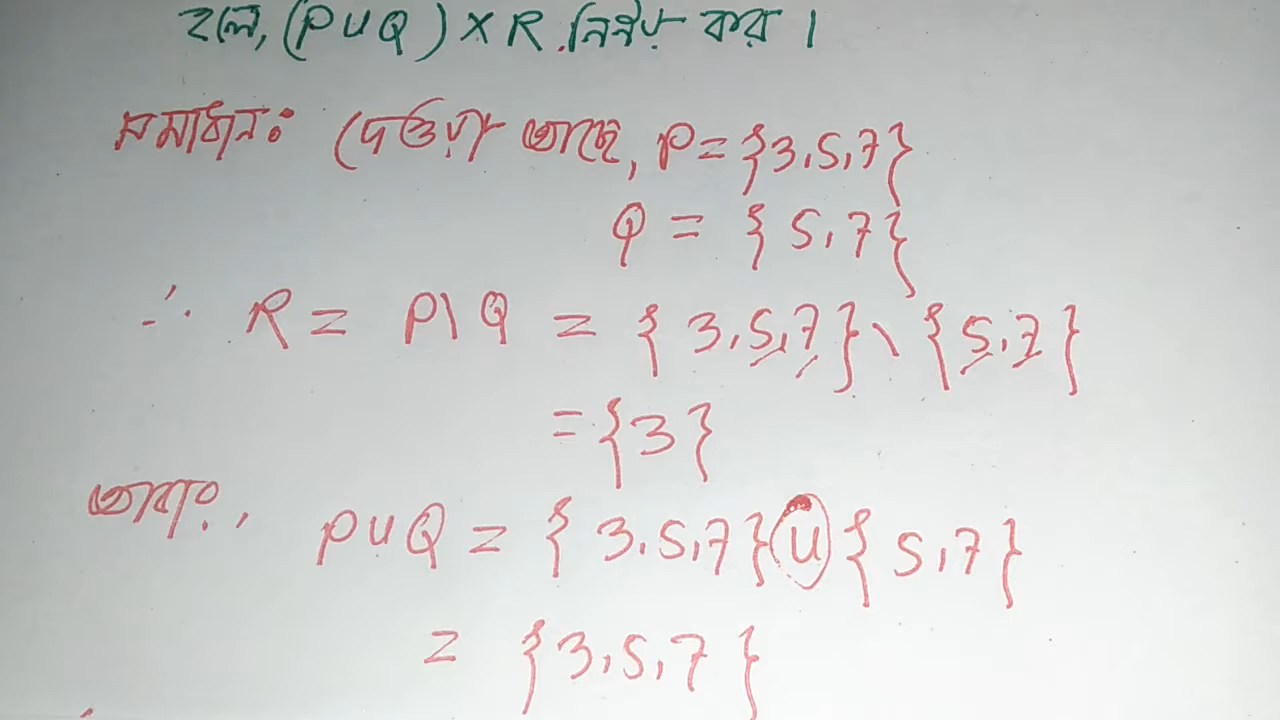 হলে, (P∪Q)×R নির্ণয় কর ।
সমাধান: দেওয়া আছে, P = {3,5,7}
Q = {5,7}
∴ R = P\Q = {3,5,7} \ {5,7}
= {3}
আবার, P∪Q = {3,5,7} ∪ {5,7}
= {3,5,7}